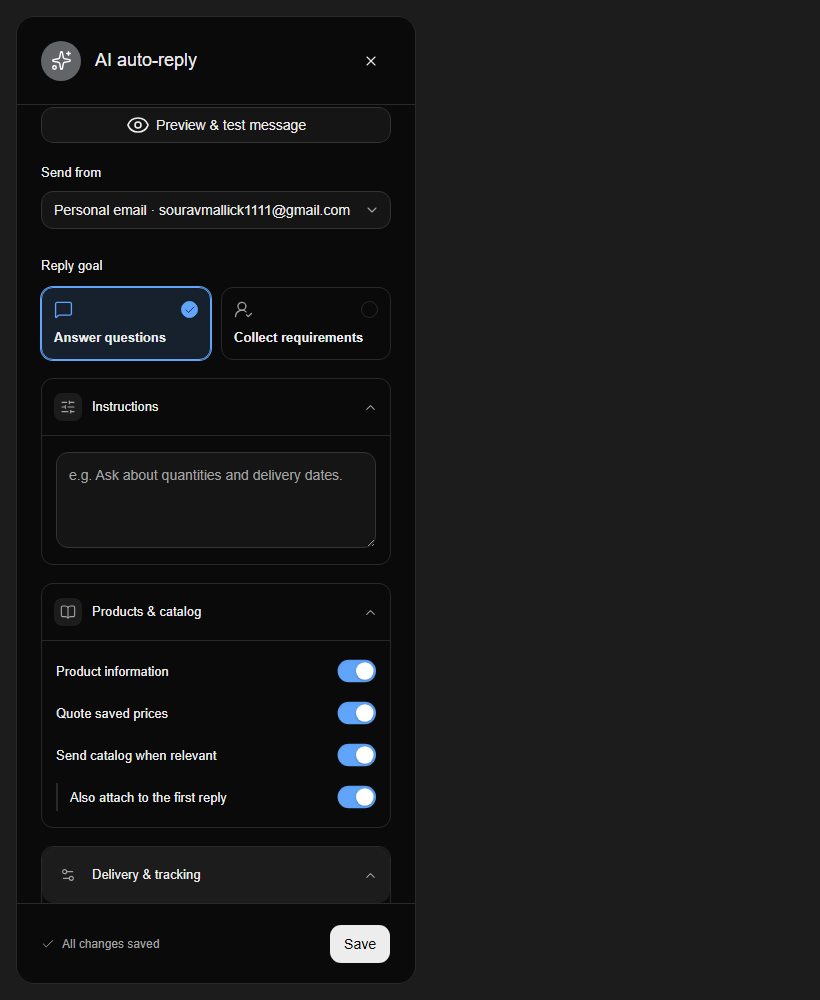 AI auto-reply
Preview & test message
Send from
Personal email · souravmallick1111@gmail.com
Reply goal
Answer questions
Collect requirements
Instructions
e.g. Ask about quantities and delivery dates.
Products & catalog
Product information
Quote saved prices
Send catalog when relevant
Also attach to the first reply
Delivery & tracking
All changes saved
Save